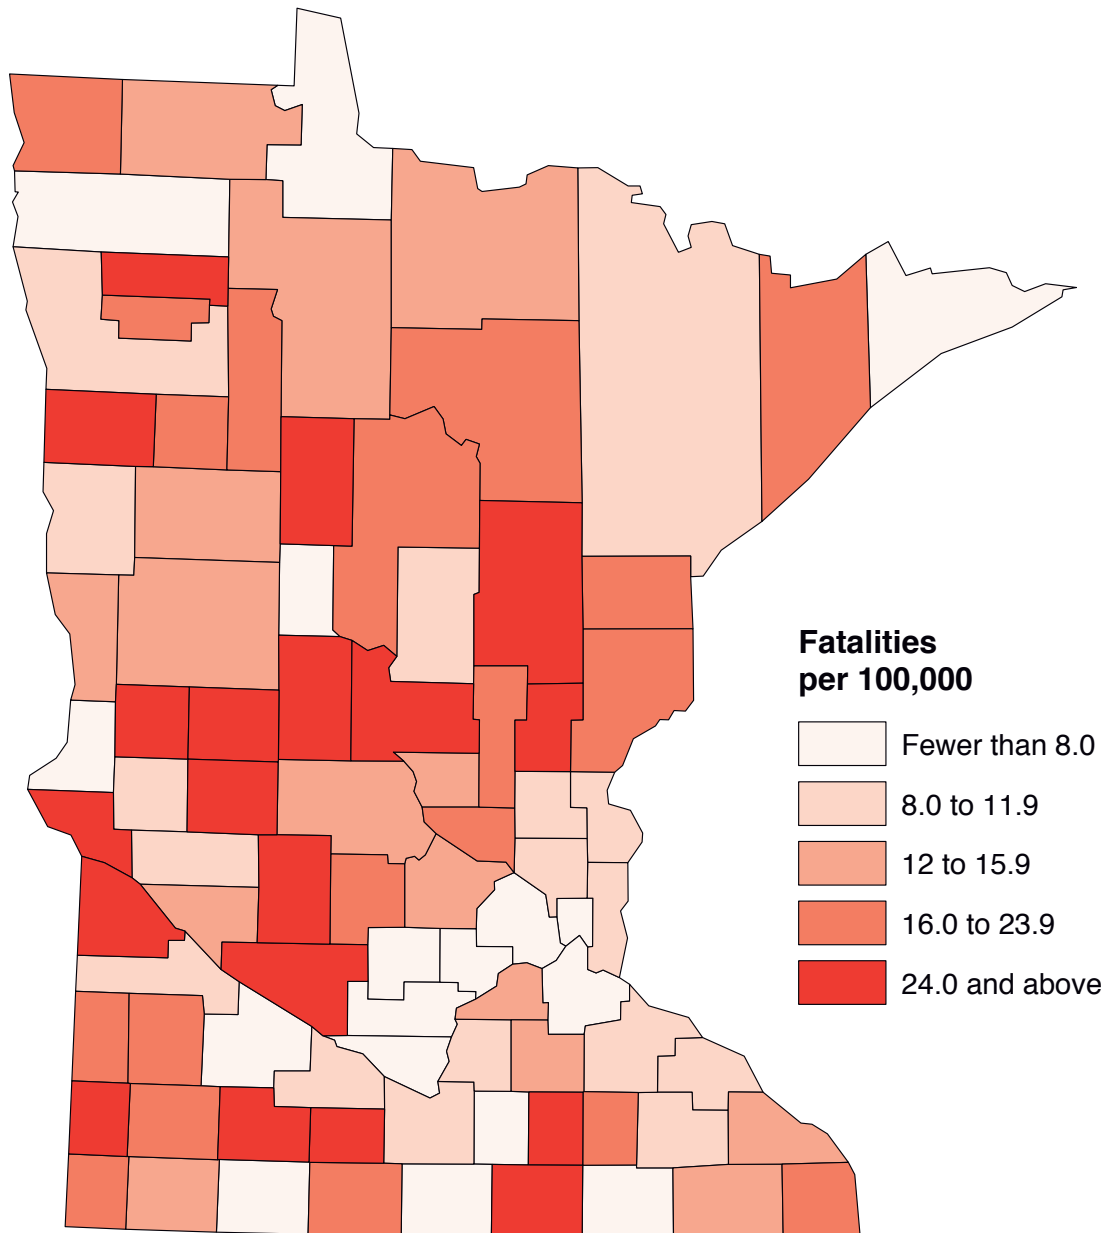 Fatalities
per 100,000
Fewer than 8.0
8.0 to 11.9
12 to 15.9
16.0 to 23.9
24.0 and above